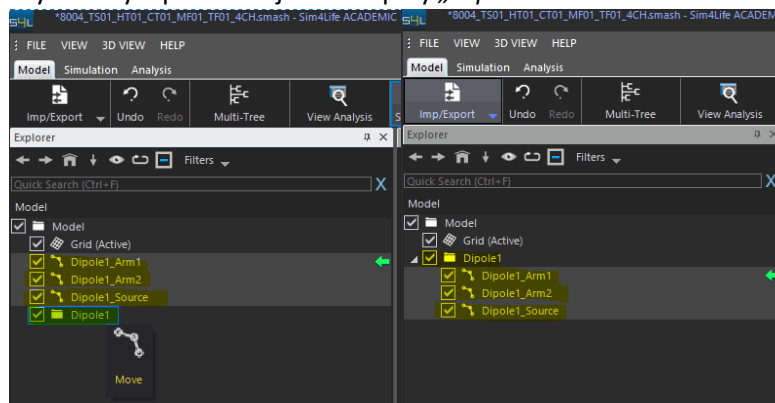 S4L *8004_TS01_HT01_CT01_MF01_TF01_4CH.smash - Sim4Life ACADEMIC
FILE VIEW 3D VIEW HELP
Model Simulation Analysis
Imp/Export Undo Redo Multi-Tree View Analysis
Explorer
Filters
Quick Search (Ctrl+F) X
Model
Model
Grid (Active)
Dipole1_Arm1
Dipole1_Arm2
Dipole1_Source
Dipole1
Move
S4L *8004_TS01_HT01_CT01_MF01_TF01_4CH.smash - Sim4Life ACADEM
FILE VIEW 3D VIEW HELP
Model Simulation Analysis
Imp/Export Undo Redo Multi-Tree View Analysis
Explorer
Filters
Quick Search (Ctrl+F) X
Model
Model
Grid (Active)
Dipole1
Dipole1_Arm1
Dipole1_Arm2
Dipole1_Source